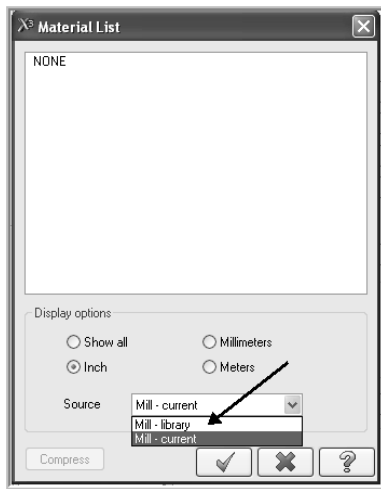 X³ Material List
NONE
Display options
Show all
Millimeters
Inch
Meters
Source
Mill - current
Mill - library
Mill - current
Compress
?